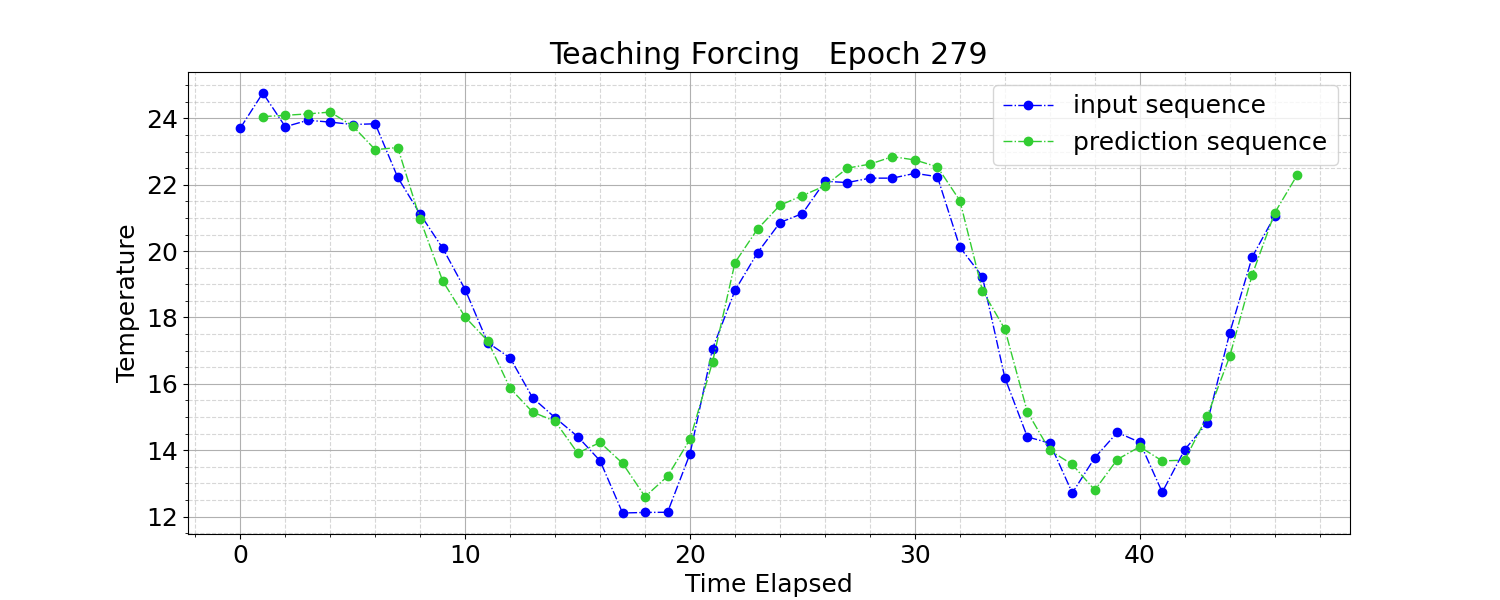 Teaching Forcing   Epoch 279
input sequence
prediction sequence
Temperature
24
22
20
18
16
14
12
0 10 20 30 40
Time Elapsed